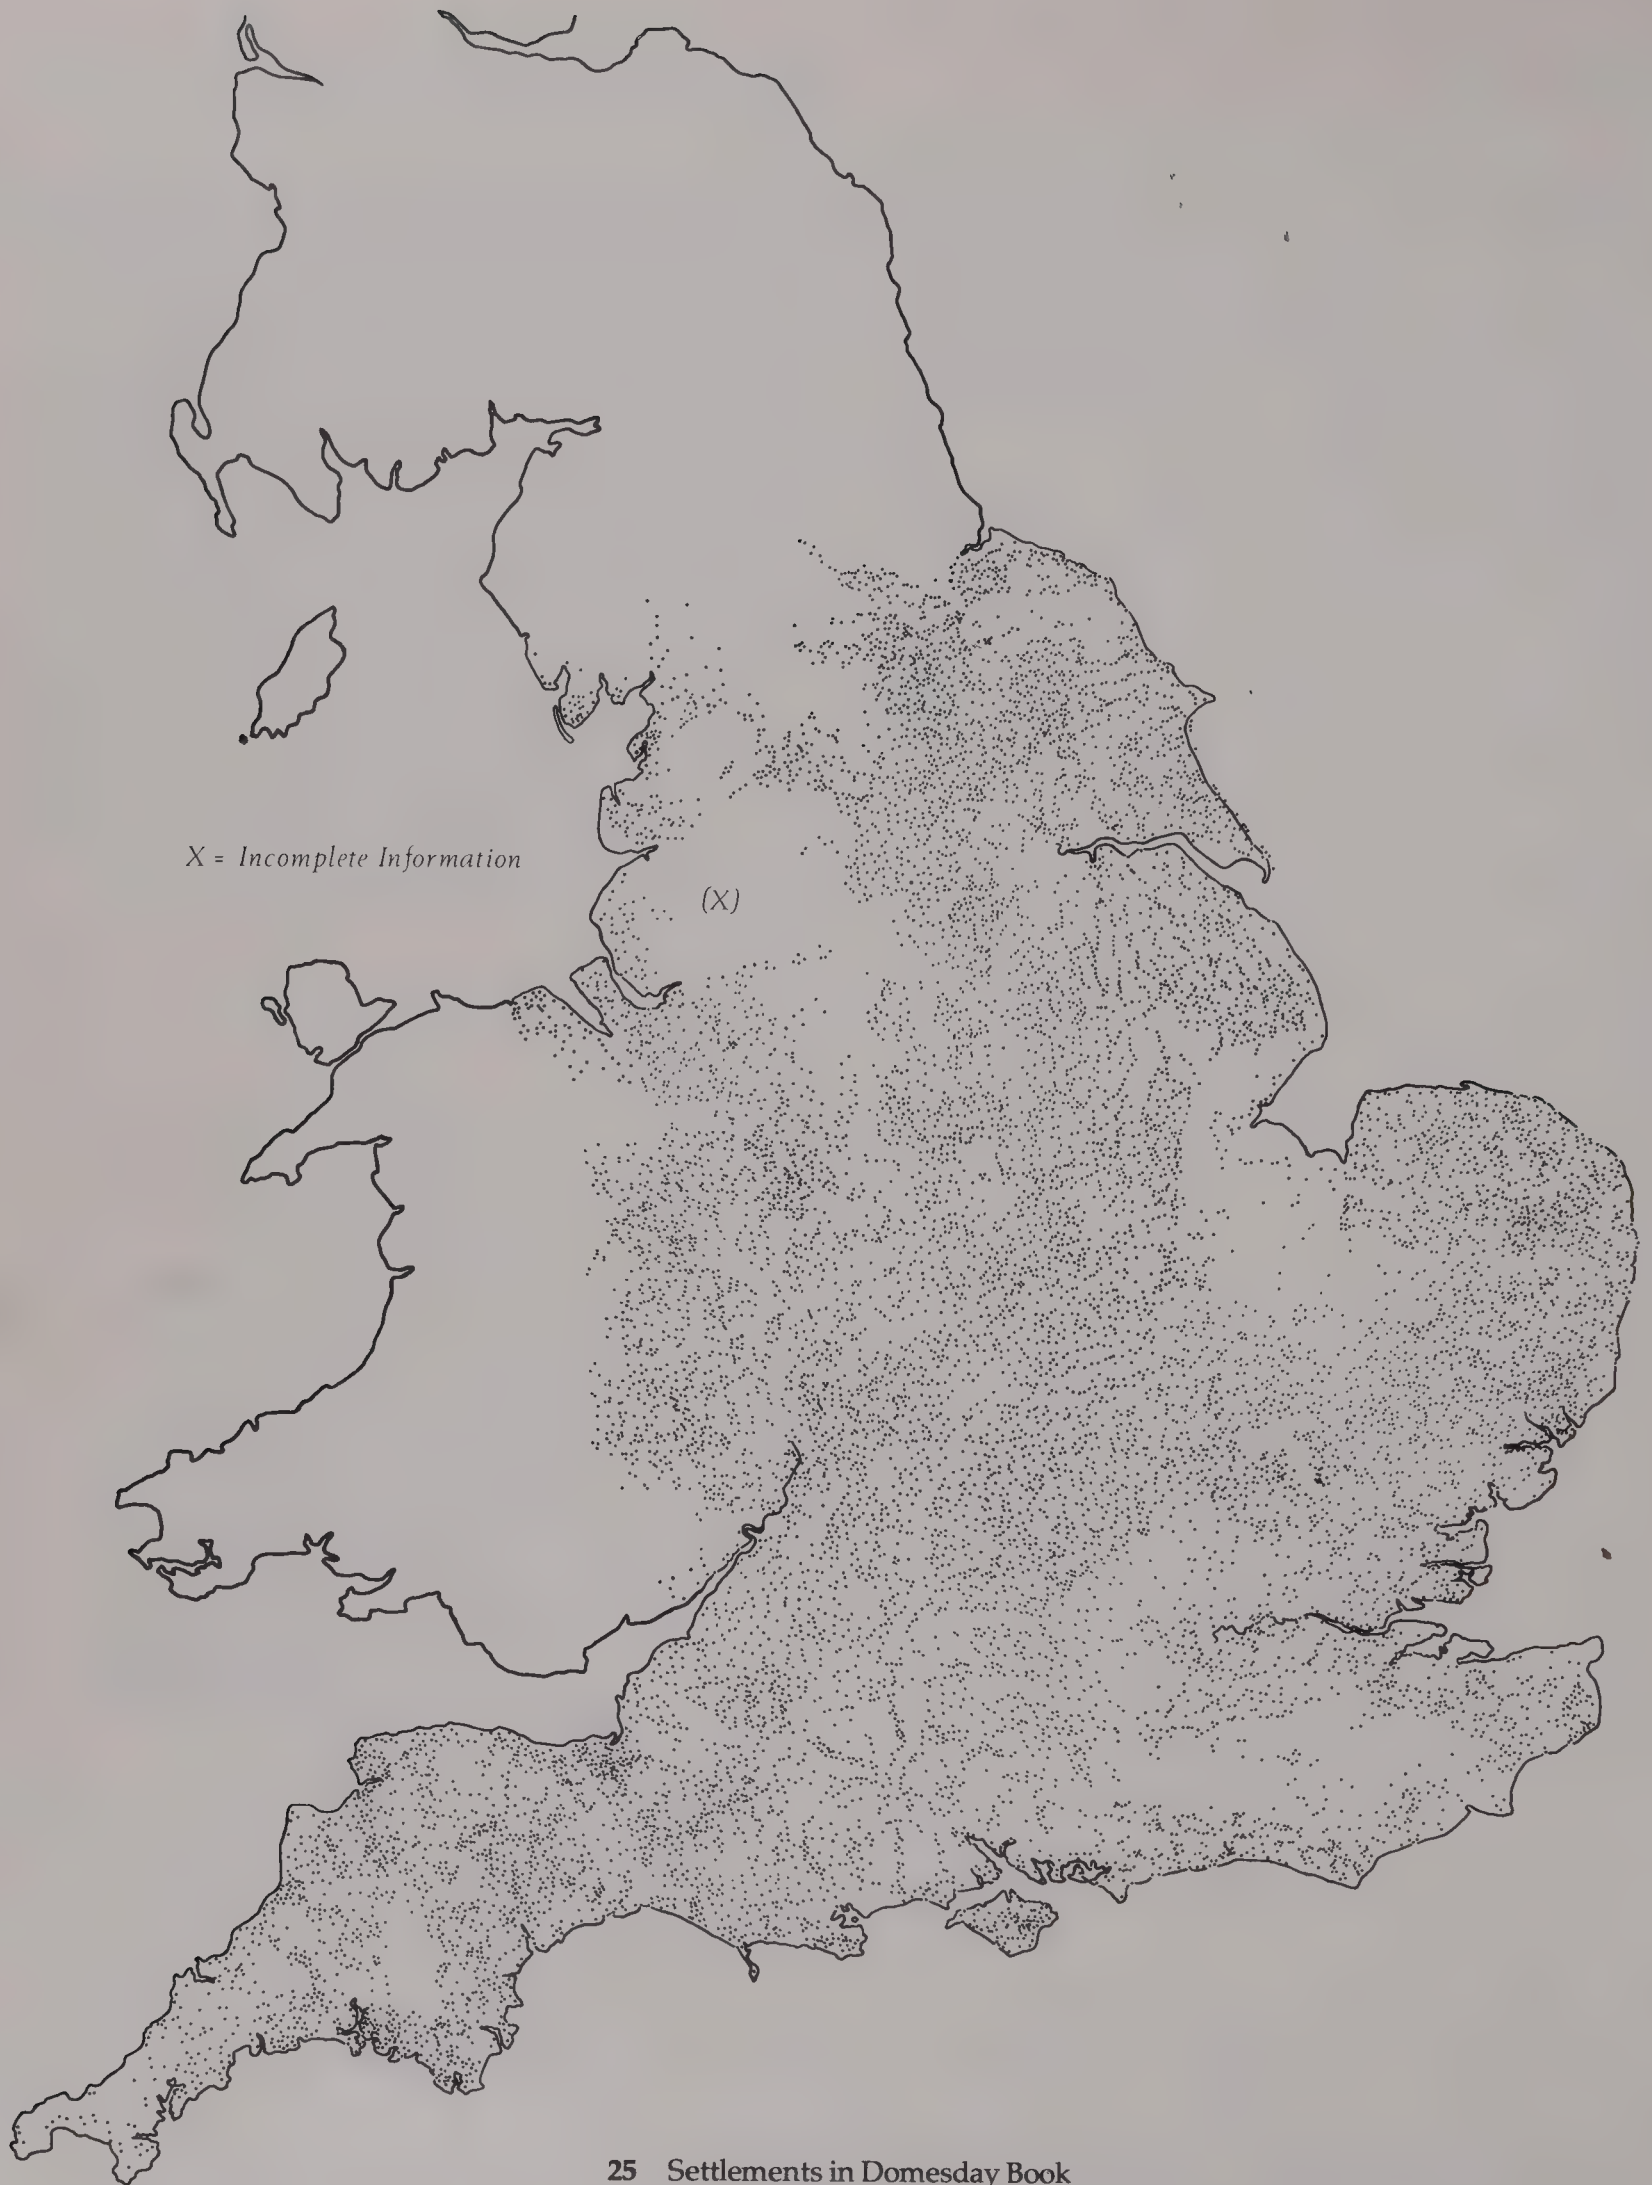 X = Incomplete Information
(X)
25 Settlements in Domesday Book